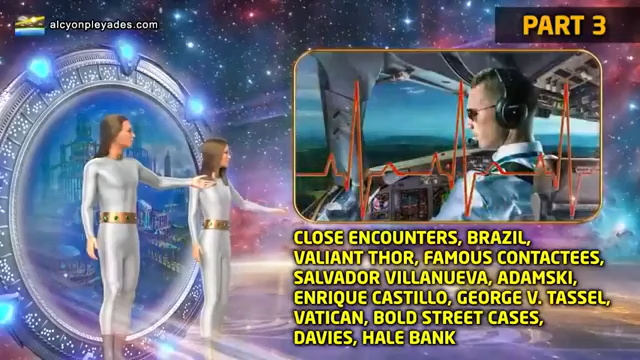 alcyonpleyades.com
PART 3
CLOSE ENCOUNTERS, BRAZIL,
VALIANT THOR, FAMOUS CONTACTEES,
SALVADOR VILLANUEVA, ADAMSKI,
ENRIQUE CASTILLO, GEORGE V. TASSEL,
VATICAN, BOLD STREET CASES,
DAVIES, HALE BANK